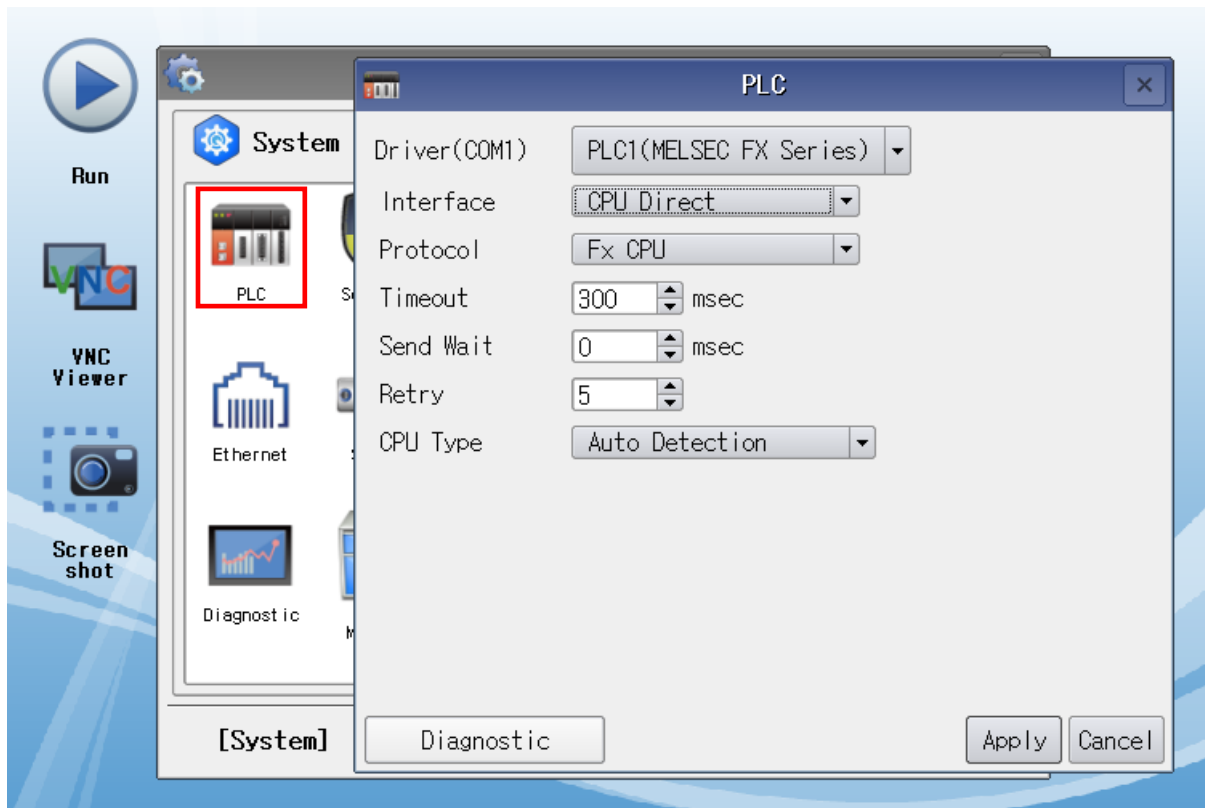 Run
VNC
VNC
Viewer
Screen
shot
System
PLC
Ethernet
Diagnostic
[System]
PLC
Driver(COM1) PLC1(MELSEC FX Series)
Interface CPU Direct
Protocol Fx CPU
Timeout 300 msec
Send Wait 0 msec
Retry 5
CPU Type Auto Detection
Diagnostic Apply Cancel